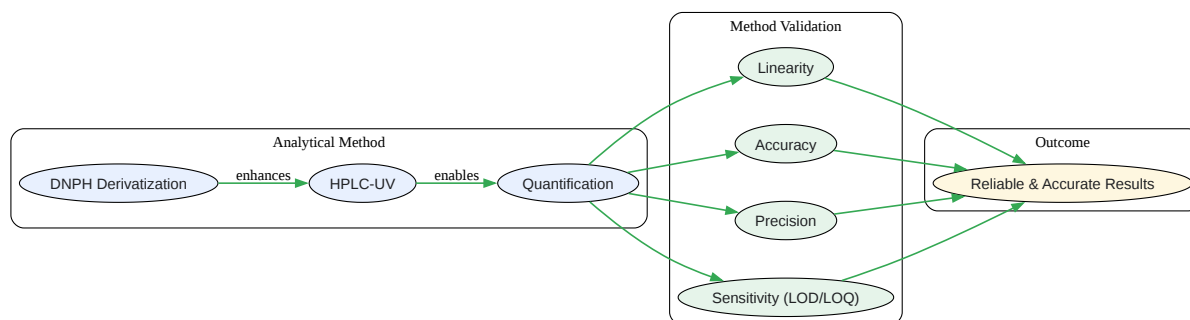 Analytical Method
DNPH Derivatization
enhances
HPLC-UV
enables
Quantification
Method Validation
Linearity
Accuracy
Precision
Sensitivity (LOD/LOQ)
Outcome
Reliable & Accurate Results